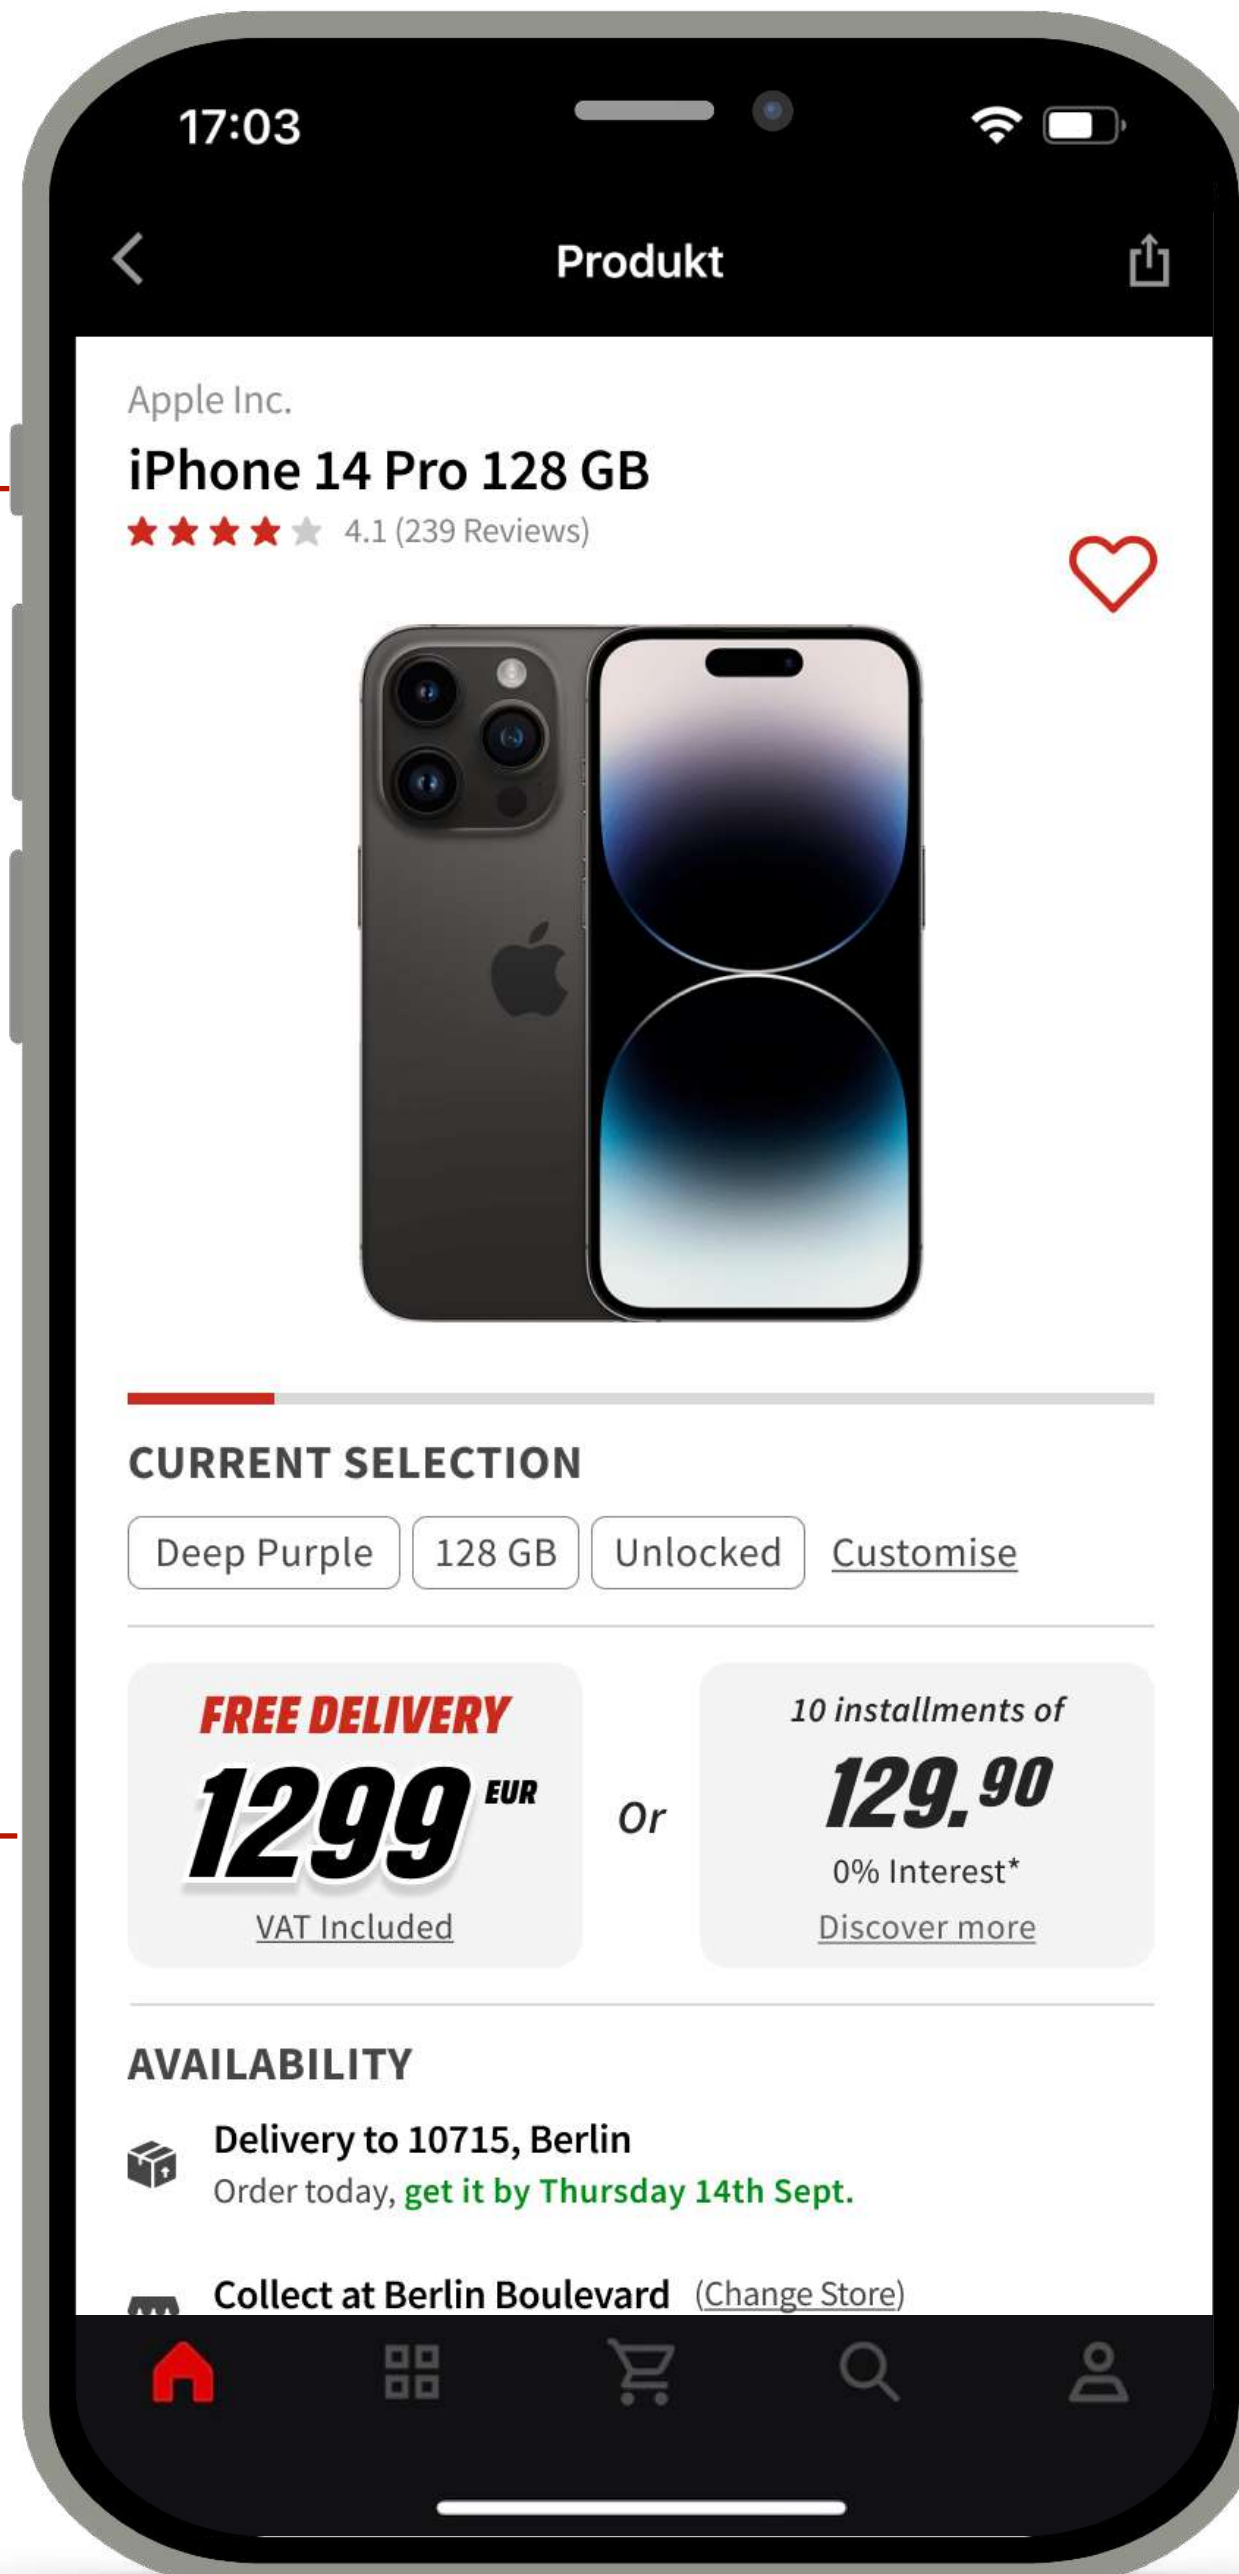 17:03
Produkt
Apple Inc.
iPhone 14 Pro 128 GB
4.1 (239 Reviews)
CURRENT SELECTION
Deep Purple 128 GB Unlocked Customise
FREE DELIVERY
1299 EUR
VAT Included
Or
10 installments of
129.90
0% Interest*
Discover more
AVAILABILITY
Delivery to 10715, Berlin
Order today, get it by Thursday 14th Sept.
Collect at Berlin Boulevard (Change Store)